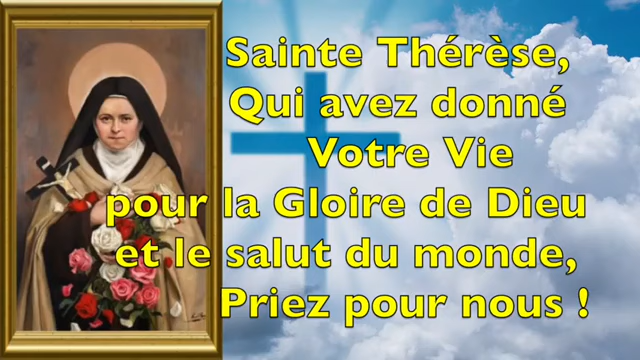 Sainte Thérèse,
Qui avez donné
Votre Vie
pour la Gloire de Dieu
et le salut du monde,
Priez pour nous !